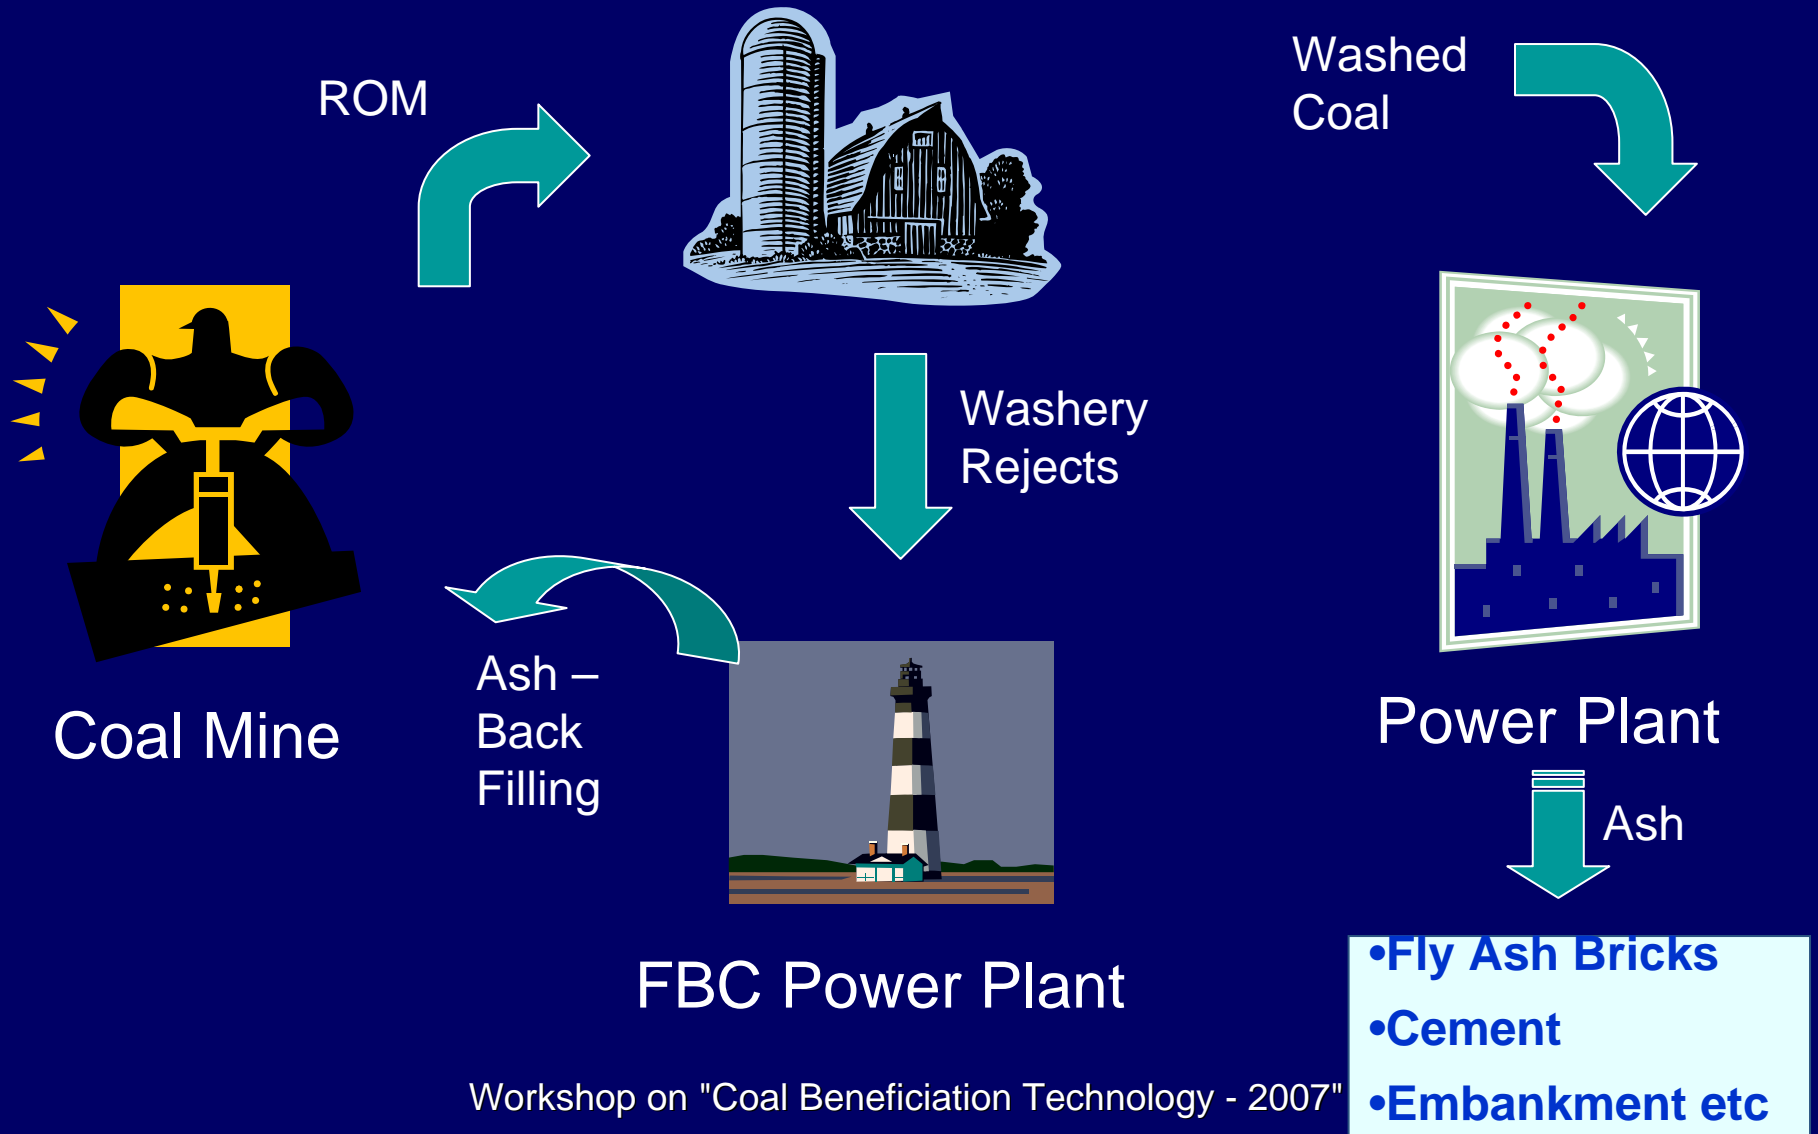 ROM
Washed
Coal
Washery
Rejects
Coal Mine
Ash –
Back
Filling
Power Plant
Ash
FBC Power Plant
•Fly Ash Bricks
•Cement
•Embankment etc
Workshop on "Coal Beneficiation Technology - 2007"